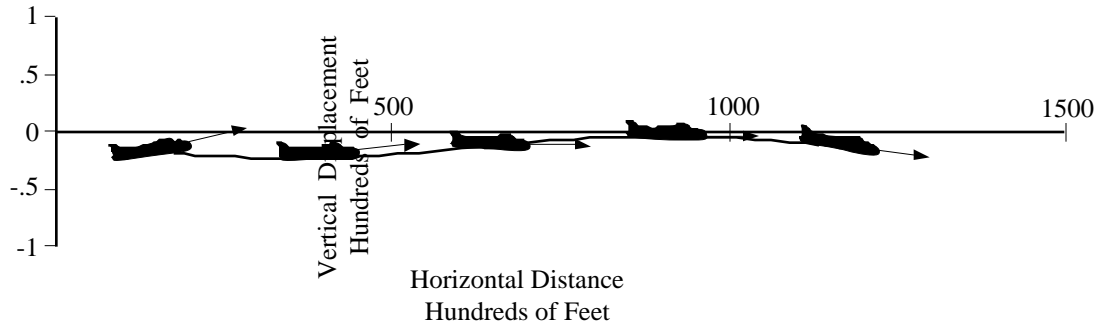 1
.5
0
-.5
-1
500
1000
1500
Vertical Displacement
Hundreds of Feet
Horizontal Distance
Hundreds of Feet